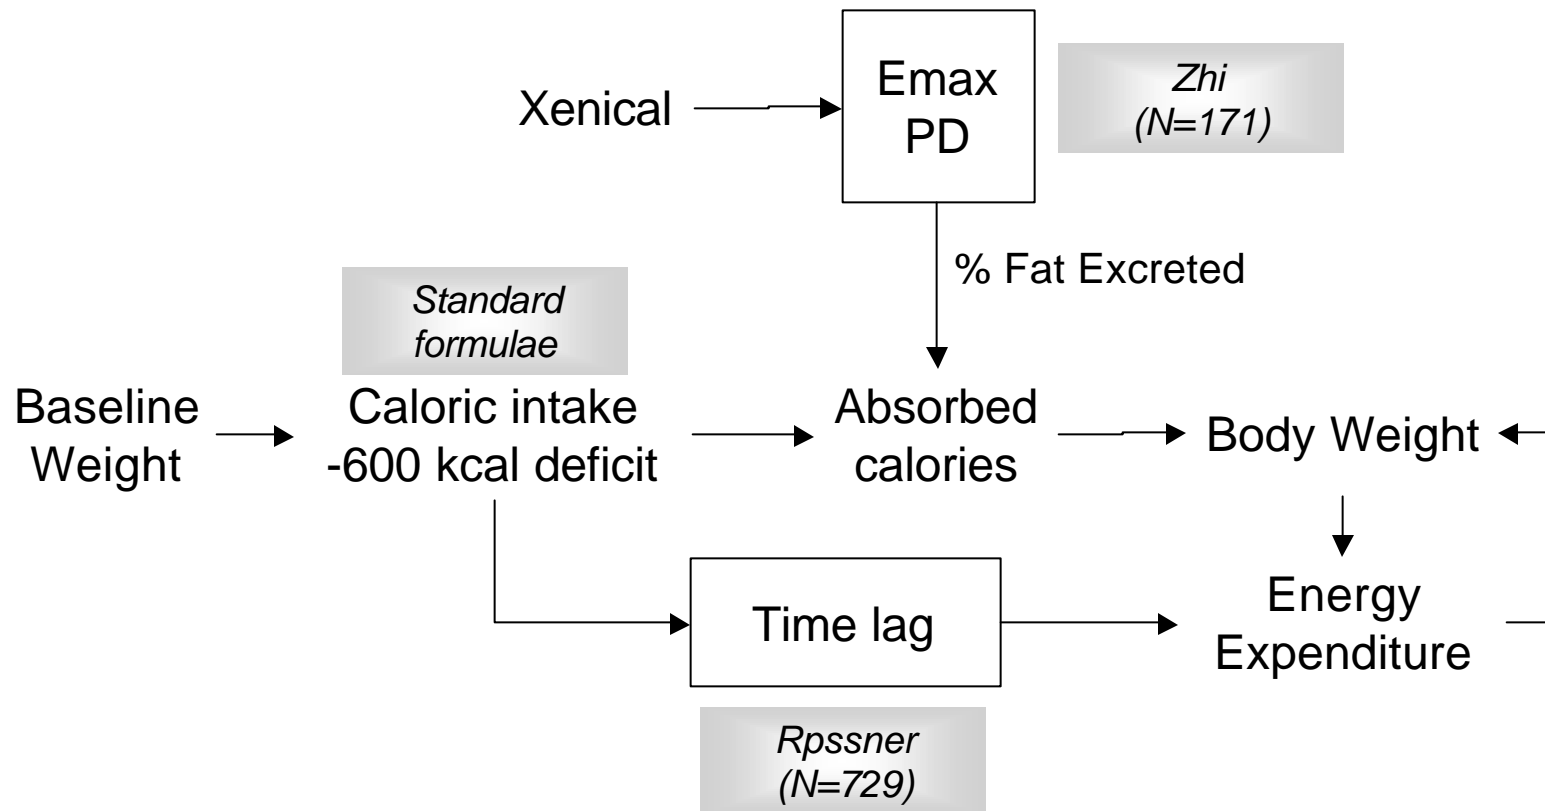 Emax
PD
Zhi
(N=171)
Xenical
% Fat Excreted
Standard
formulae
Baseline
Weight
Caloric intake
-600 kcal deficit
Absorbed
calories
Body Weight
Time lag
Energy
Expenditure
Rpssner
(N=729)